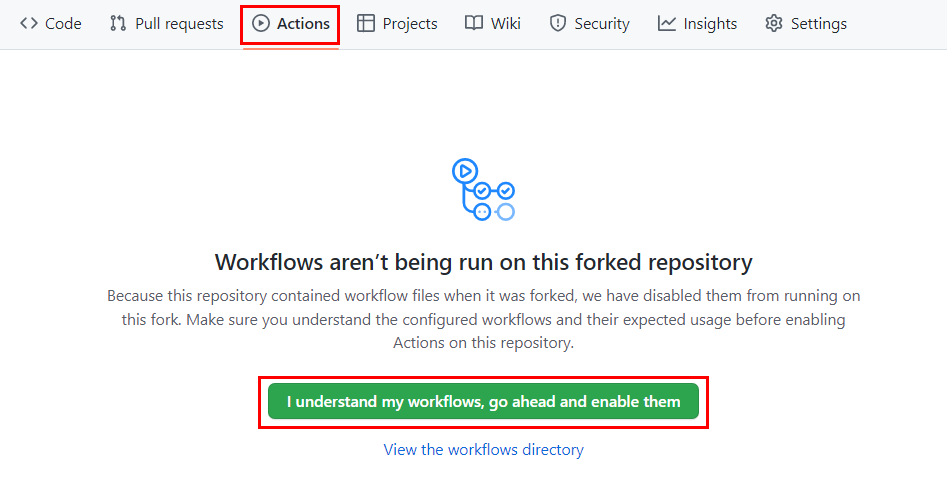 Code Pull requests Actions Projects Wiki Security Insights Settings
Workflows aren’t being run on this forked repository
Because this repository contained workflow files when it was forked, we have disabled them from running on
this fork. Make sure you understand the configured workflows and their expected usage before enabling
Actions on this repository.
I understand my workflows, go ahead and enable them
View the workflows directory